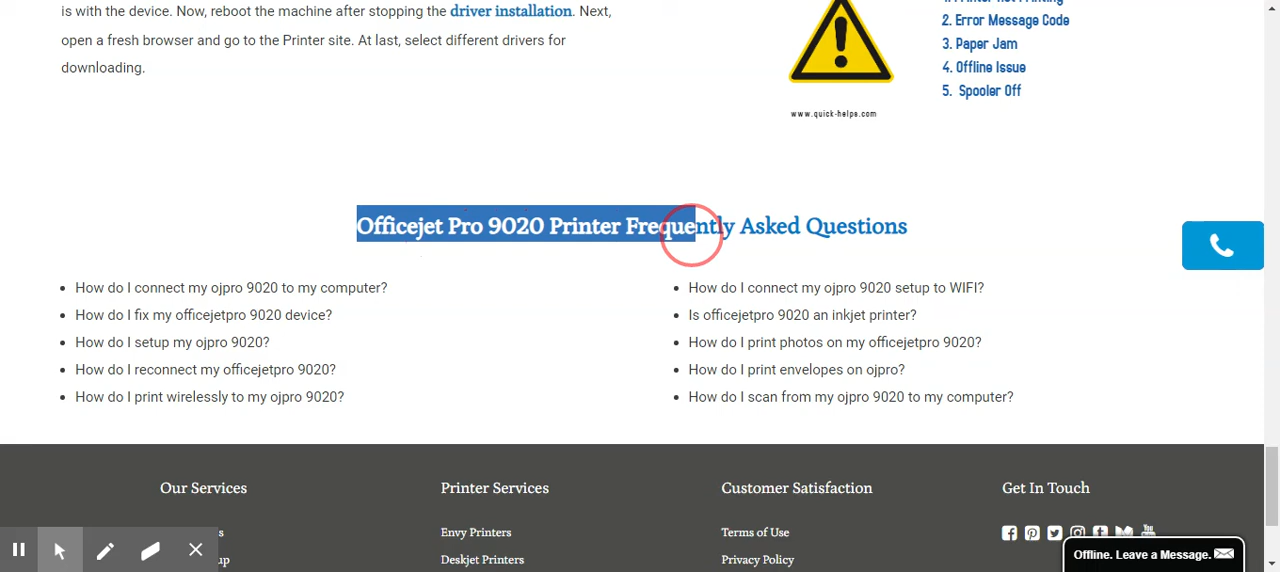 is with the device. Now, reboot the machine after stopping the driver installation. Next,
open a fresh browser and go to the Printer site. At last, select different drivers for
downloading.
2. Error Message Code
3. Paper Jam
4. Offline Issue
5. Spooler Off
www.quick-helps.com
Officejet Pro 9020 Printer Frequently Asked Questions
How do I connect my ojpro 9020 to my computer?
How do I fix my officejetpro 9020 device?
How do I setup my ojpro 9020?
How do I reconnect my officejetpro 9020?
How do I print wirelessly to my ojpro 9020?
How do I connect my ojpro 9020 setup to WIFI?
Is officejetpro 9020 an inkjet printer?
How do I print photos on my officejetpro 9020?
How do I print envelopes on ojpro?
How do I scan from my ojpro 9020 to my computer?
Our Services
Printer Services
Envy Printers
Deskjet Printers
Customer Satisfaction
Terms of Use
Privacy Policy
Get In Touch
Offline. Leave a Message.